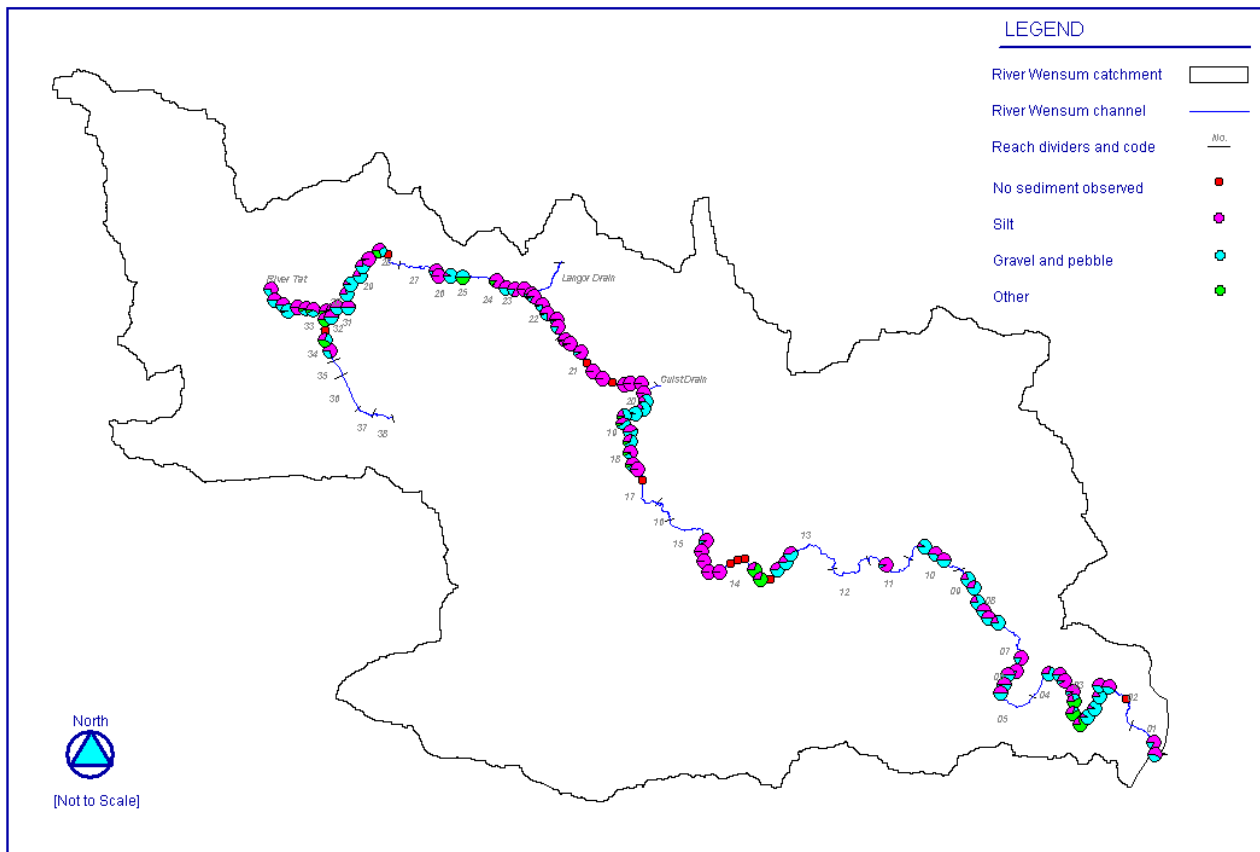 LEGEND
River Wensum catchment
River Wensum channel
Reach dividers and code
No.
No sediment observed
Silt
Gravel and pebble
Other
River Tat
Langor Drain
Guist Drain
28
29
27
26
25
24
23
22
21
20
19
18
17
16
15
14
13
12
11
10
09
08
07
05
04
03
02
01
31
32
33
34
35
36
37
38
North
[Not to Scale]